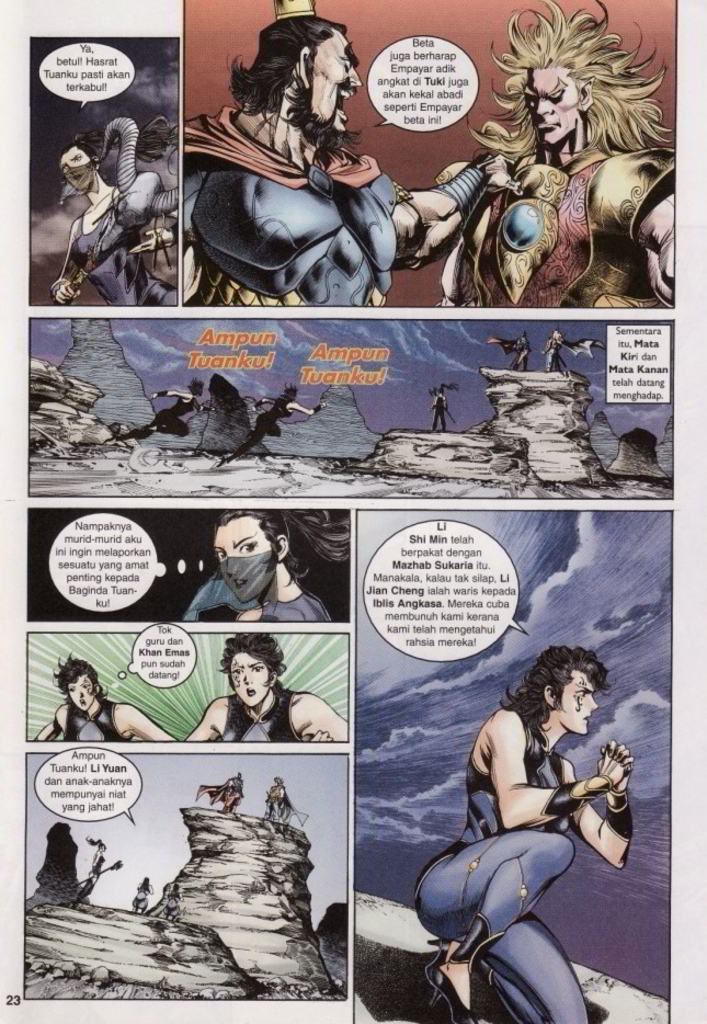 Ya,
betul! Hasrat
Tuanku pasti akan
terkabul!
Beta
juga berharap
Empayar adik
angkat di Tuki juga
akan kekal abadi
seperti Empayar
beta ini!
Ampun
Tuanku!
Ampun
Tuanku!
Sementara
itu, Mata
Kiri dan
Mata Kanan
telah datang
menghadap.
Nampaknya
murid-murid aku
ini ingin melaporkan
sesuatu yang amat
penting kepada
Baginda Tuan-
ku!
Tok
guru dan
Khan Emas
pun sudah
datang!
Ampun
Tuanku! Li Yuan
dan anak-anaknya
mempunyai niat
yang jahat!
Li
Shi Min telah
berpakat dengan
Mazhab Sukaria itu.
Manakala, kalau tak silap, Li
Jian Cheng ialah waris kepada
Iblis Angkasa. Mereka cuba
membunuh kami kerana
kami telah mengetahui
rahsia mereka!
23